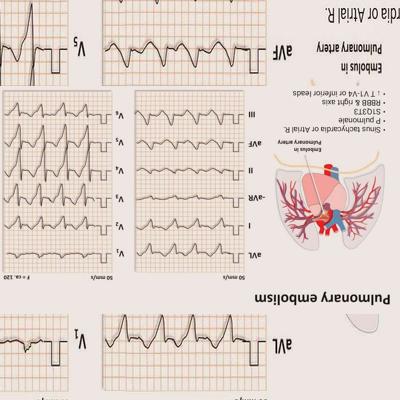 aVL
V1
Pulmonary embolism
50 mm/s
50 mm/s
F = ca. 120
aVL
I
-aVR
II
aVF
III
V1
V2
V3
V4
V5
V6
Embolus in
Pulmonary artery
• Sinus tachycardia or Atrial R.
• P pulmonale
• S1Q3T3
• RBBB & right axis
T V1-V4 or inferior leads
Embolus in
Pulmonary artery
aVF
V5
rdia or Atrial R.